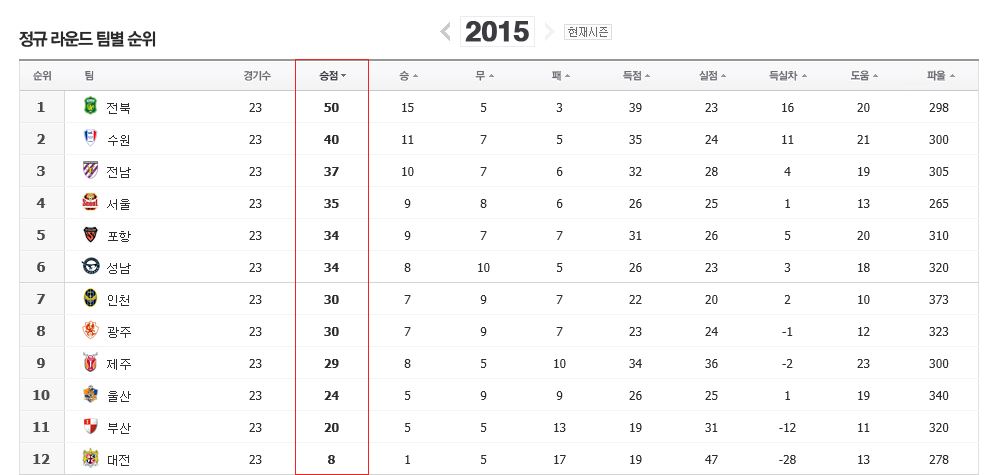 정규 라운드 팀별 순위
2015 현재시즌
순위 팀 경기수 승점 승 무 패 득점 실점 득실차 도움 파울
1 전북 23 50 15 5 3 39 23 16 20 298
2 수원 23 40 11 7 5 35 24 11 21 300
3 전남 23 37 10 7 6 32 28 4 19 305
4 서울 23 35 9 8 6 26 25 1 13 265
5 포항 23 34 9 7 7 31 26 5 20 310
6 성남 23 34 8 10 5 26 23 3 18 320
7 인천 23 30 7 9 7 22 20 2 10 373
8 광주 23 30 7 9 7 23 24 -1 12 323
9 제주 23 29 8 5 10 34 36 -2 23 300
10 울산 23 24 5 9 9 26 25 1 19 340
11 부산 23 20 5 5 13 19 31 -12 11 320
12 대전 23 8 1 5 17 19 47 -28 13 278